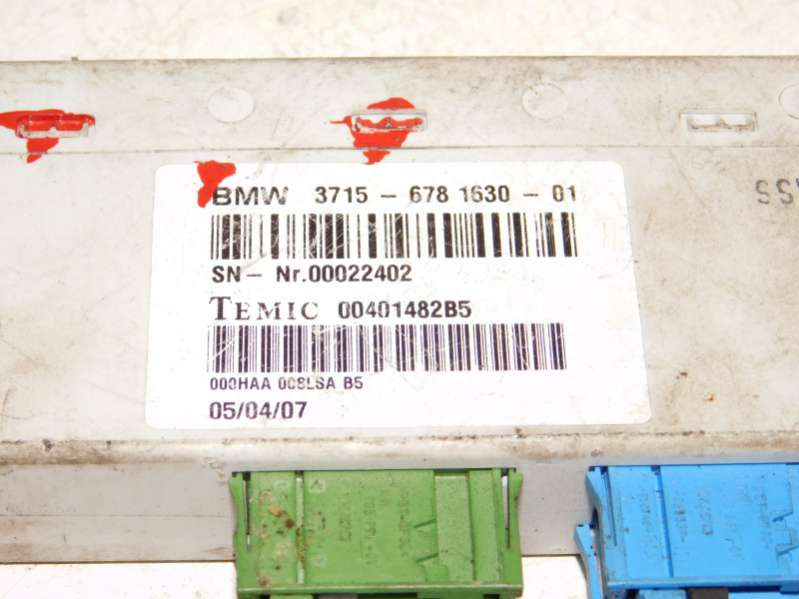 BMW 3715 - 678 1630 - 01
SN- Nr.00022402
TEMIC 00401482B5
000HAA 008LSA B5
05/04/07